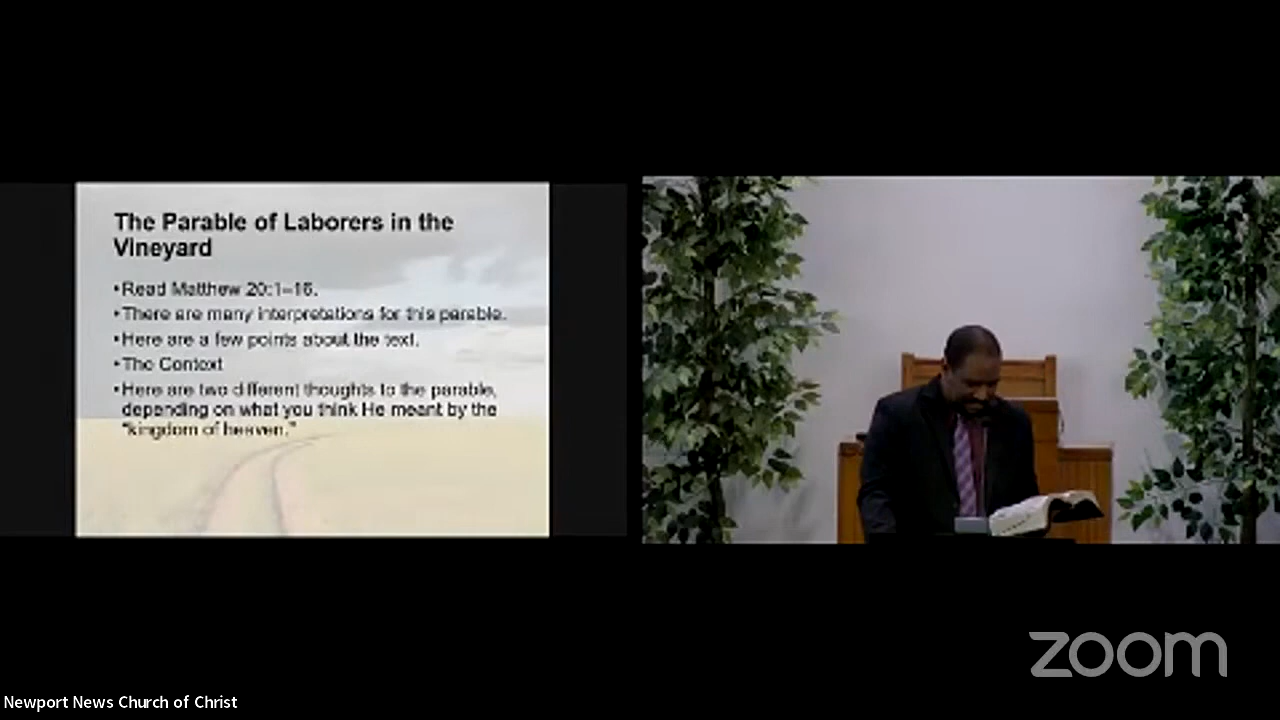 The Parable of Laborers in the
Vineyard
•Read Matthew 20:1–16.
•There are many interpretations for this parable.
•Here are a few points about the text.
•The Context
•Here are two different thoughts to the parable,
depending on what you think He meant by the
"kingdom of heaven."
zoom
Newport News Church of Christ